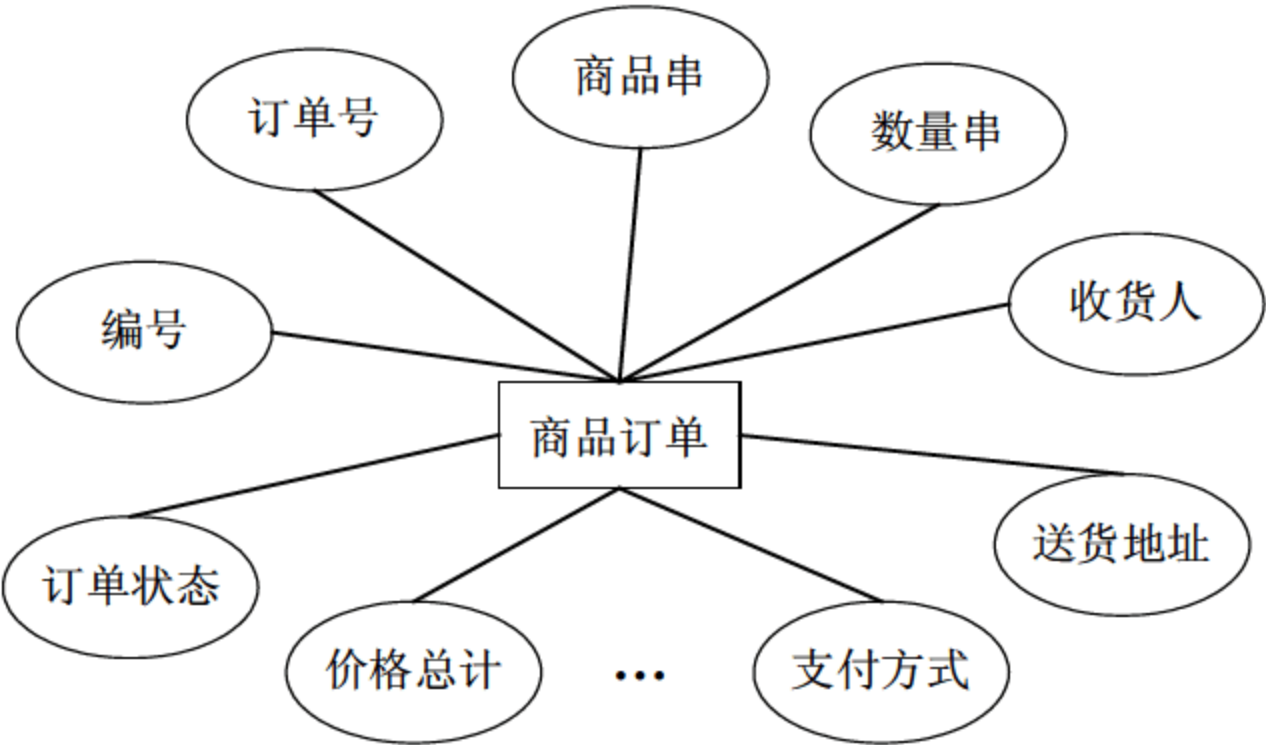 商品串
订单号
数量串
收货人
编号
商品订单
送货地址
订单状态
价格总计
...
支付方式